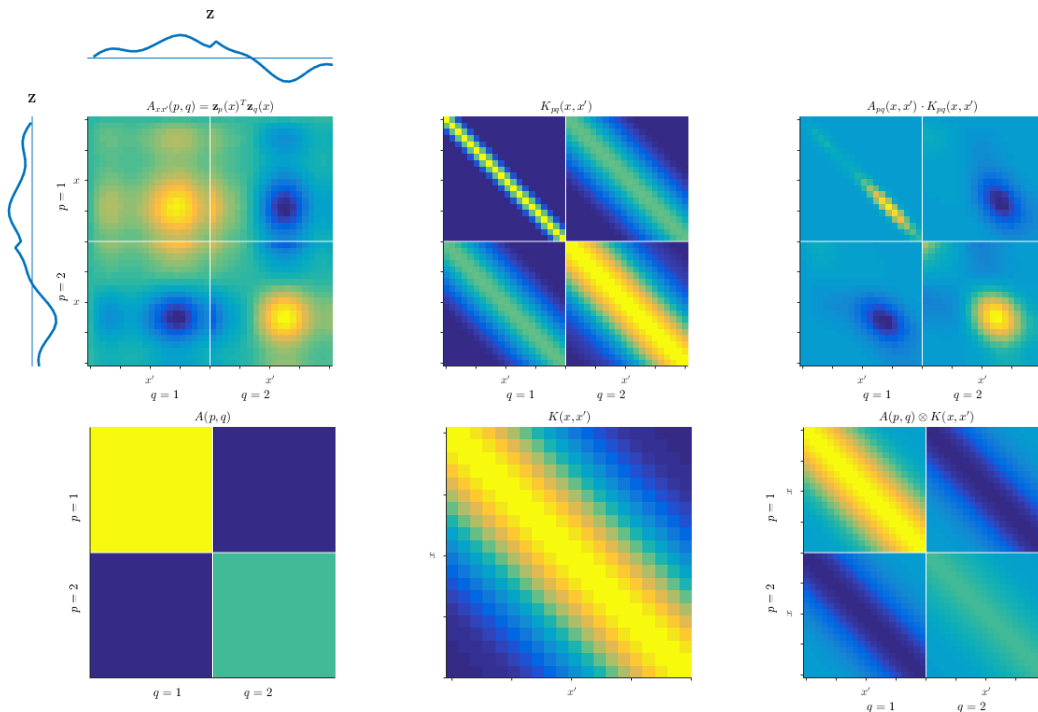 z
z
A_{xx'}(p, q) = z_p(x)^T z_q(x)
K_{pq}(x, x')
A_{pq}(x, x') · K_{pq}(x, x')
p = 1
x
p = 2
x
x'
x'
q = 1
q = 2
x'
x'
q = 1
q = 2
x'
x'
q = 1
q = 2
A(p, q)
K(x, x')
A(p, q) ⊗ K(x, x')
p = 1
p = 2
q = 1
q = 2
x
x'
p = 1
x
p = 2
x
x'
x'
q = 1
q = 2